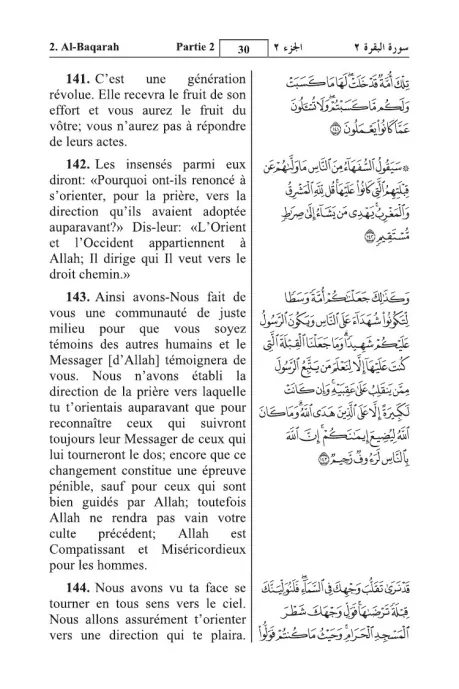 2. Al-Baqarah Partie 2 30 الجزء ٢ سورة البقرة ٢
141. C'est une génération
révolue. Elle recevra le fruit de son
effort et vous aurez le fruit du
vôtre; vous n'aurez pas à répondre
de leurs actes.
تِلْكَ أُمَّةٌ قَدْ خَلَتْ لَهَا مَا كَسَبَتْ
وَلَكُم مَّا كَسَبْتُمْ وَلَا تُسْـَٔلُونَ
عَمَّا كَانُوا۟ يَعْمَلُونَ ١٤١
142. Les insensés parmi eux
diront: «Pourquoi ont-ils renoncé à
s'orienter, pour la prière, vers la
direction qu'ils avaient adoptée
auparavant?» Dis-leur: «L'Orient
et l'Occident appartiennent à
Allah; Il dirige qui Il veut vers le
droit chemin.»
۞ سَيَقُولُ السُّفَهَاءُ مِنَ النَّاسِ مَا وَلَّىٰهُمْ عَن
قِبْلَتِهِمُ الَّتِى كَانُوا۟ عَلَيْهَا قُل لِّلَّهِ الْمَشْرِقُ
وَالْمَغْرِبُ يَهْدِى مَن يَشَاءُ إِلَىٰ صِرَٰطٍ
مُّسْتَقِيمٍ ١٤٢
143. Ainsi avons-Nous fait de
vous une communauté de juste
milieu pour que vous soyez
témoins des autres humains et le
Messager [d'Allah] témoignera de
vous. Nous n'avons établi la
direction de la prière vers laquelle
tu t'orientais auparavant que pour
reconnaître ceux qui suivront
toujours leur Messager de ceux qui
lui tourneront le dos; encore que ce
changement constitue une épreuve
pénible, sauf pour ceux qui sont
bien guidés par Allah; toutefois
Allah ne rendra pas vain votre
culte précédent; Allah est
Compatissant et Miséricordieux
pour les hommes.
وَكَذَٰلِكَ جَعَلْنَٰكُمْ أُمَّةً وَسَطًا
لِّتَكُونُوا۟ شُهَدَاءَ عَلَى النَّاسِ وَيَكُونَ الرَّسُولُ
عَلَيْكُمْ شَهِيدًا وَمَا جَعَلْنَا الْقِبْلَةَ الَّتِى
كُنتَ عَلَيْهَا إِلَّا لِنَعْلَمَ مَن يَتَّبِعُ الرَّسُولَ
مِمَّن يَنقَلِبُ عَلَىٰ عَقِبَيْهِ وَإِن كَانَتْ
لَكَبِيرَةً إِلَّا عَلَى الَّذِينَ هَدَى اللَّهُ وَمَا كَانَ
اللَّهُ لِيُضِيعَ إِيمَٰنَكُمْ إِنَّ اللَّهَ
بِالنَّاسِ لَرَءُوفٌ رَّحِيمٌ ١٤٣
144. Nous avons vu ta face se
tourner en tous sens vers le ciel.
Nous allons assurément t'orienter
vers une direction qui te plaira.
قَدْ نَرَىٰ تَقَلُّبَ وَجْهِكَ فِى السَّمَاءِ فَلَنُوَلِّيَنَّكَ
قِبْلَةً تَرْضَىٰهَا فَوَلِّ وَجْهَكَ شَطْرَ
الْمَسْجِدِ الْحَرَامِ وَحَيْثُ مَا كُنتُمْ فَوَلُّوا۟